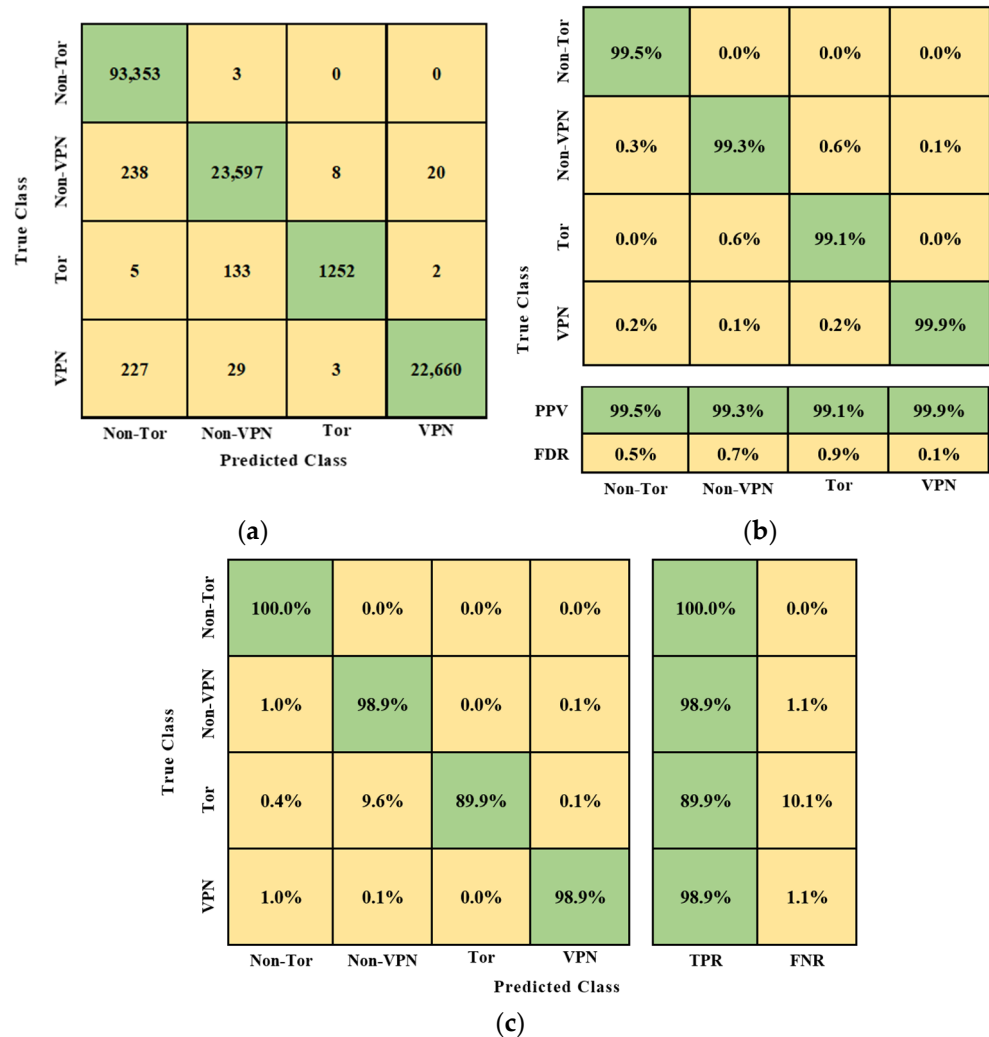 (a)
True Class
Non-Tor 93,353 3 0 0
Non-VPN 238 23,597 8 20
Tor 5 133 1252 2
VPN 227 29 3 22,660
Non-Tor Non-VPN Tor VPN
Predicted Class
(b)
True Class
Non-Tor 99.5% 0.0% 0.0% 0.0%
Non-VPN 0.3% 99.3% 0.6% 0.1%
Tor 0.0% 0.6% 99.1% 0.0%
VPN 0.2% 0.1% 0.2% 99.9%
PPV 99.5% 99.3% 99.1% 99.9%
FDR 0.5% 0.7% 0.9% 0.1%
Non-Tor Non-VPN Tor VPN
True Class
Non-Tor 100.0% 0.0% 0.0% 0.0% 100.0% 0.0%
Non-VPN 1.0% 98.9% 0.0% 0.1% 98.9% 1.1%
Tor 0.4% 9.6% 89.9% 0.1% 89.9% 10.1%
VPN 1.0% 0.1% 0.0% 98.9% 98.9% 1.1%
Non-Tor Non-VPN Tor VPN TPR FNR
Predicted Class
(c)